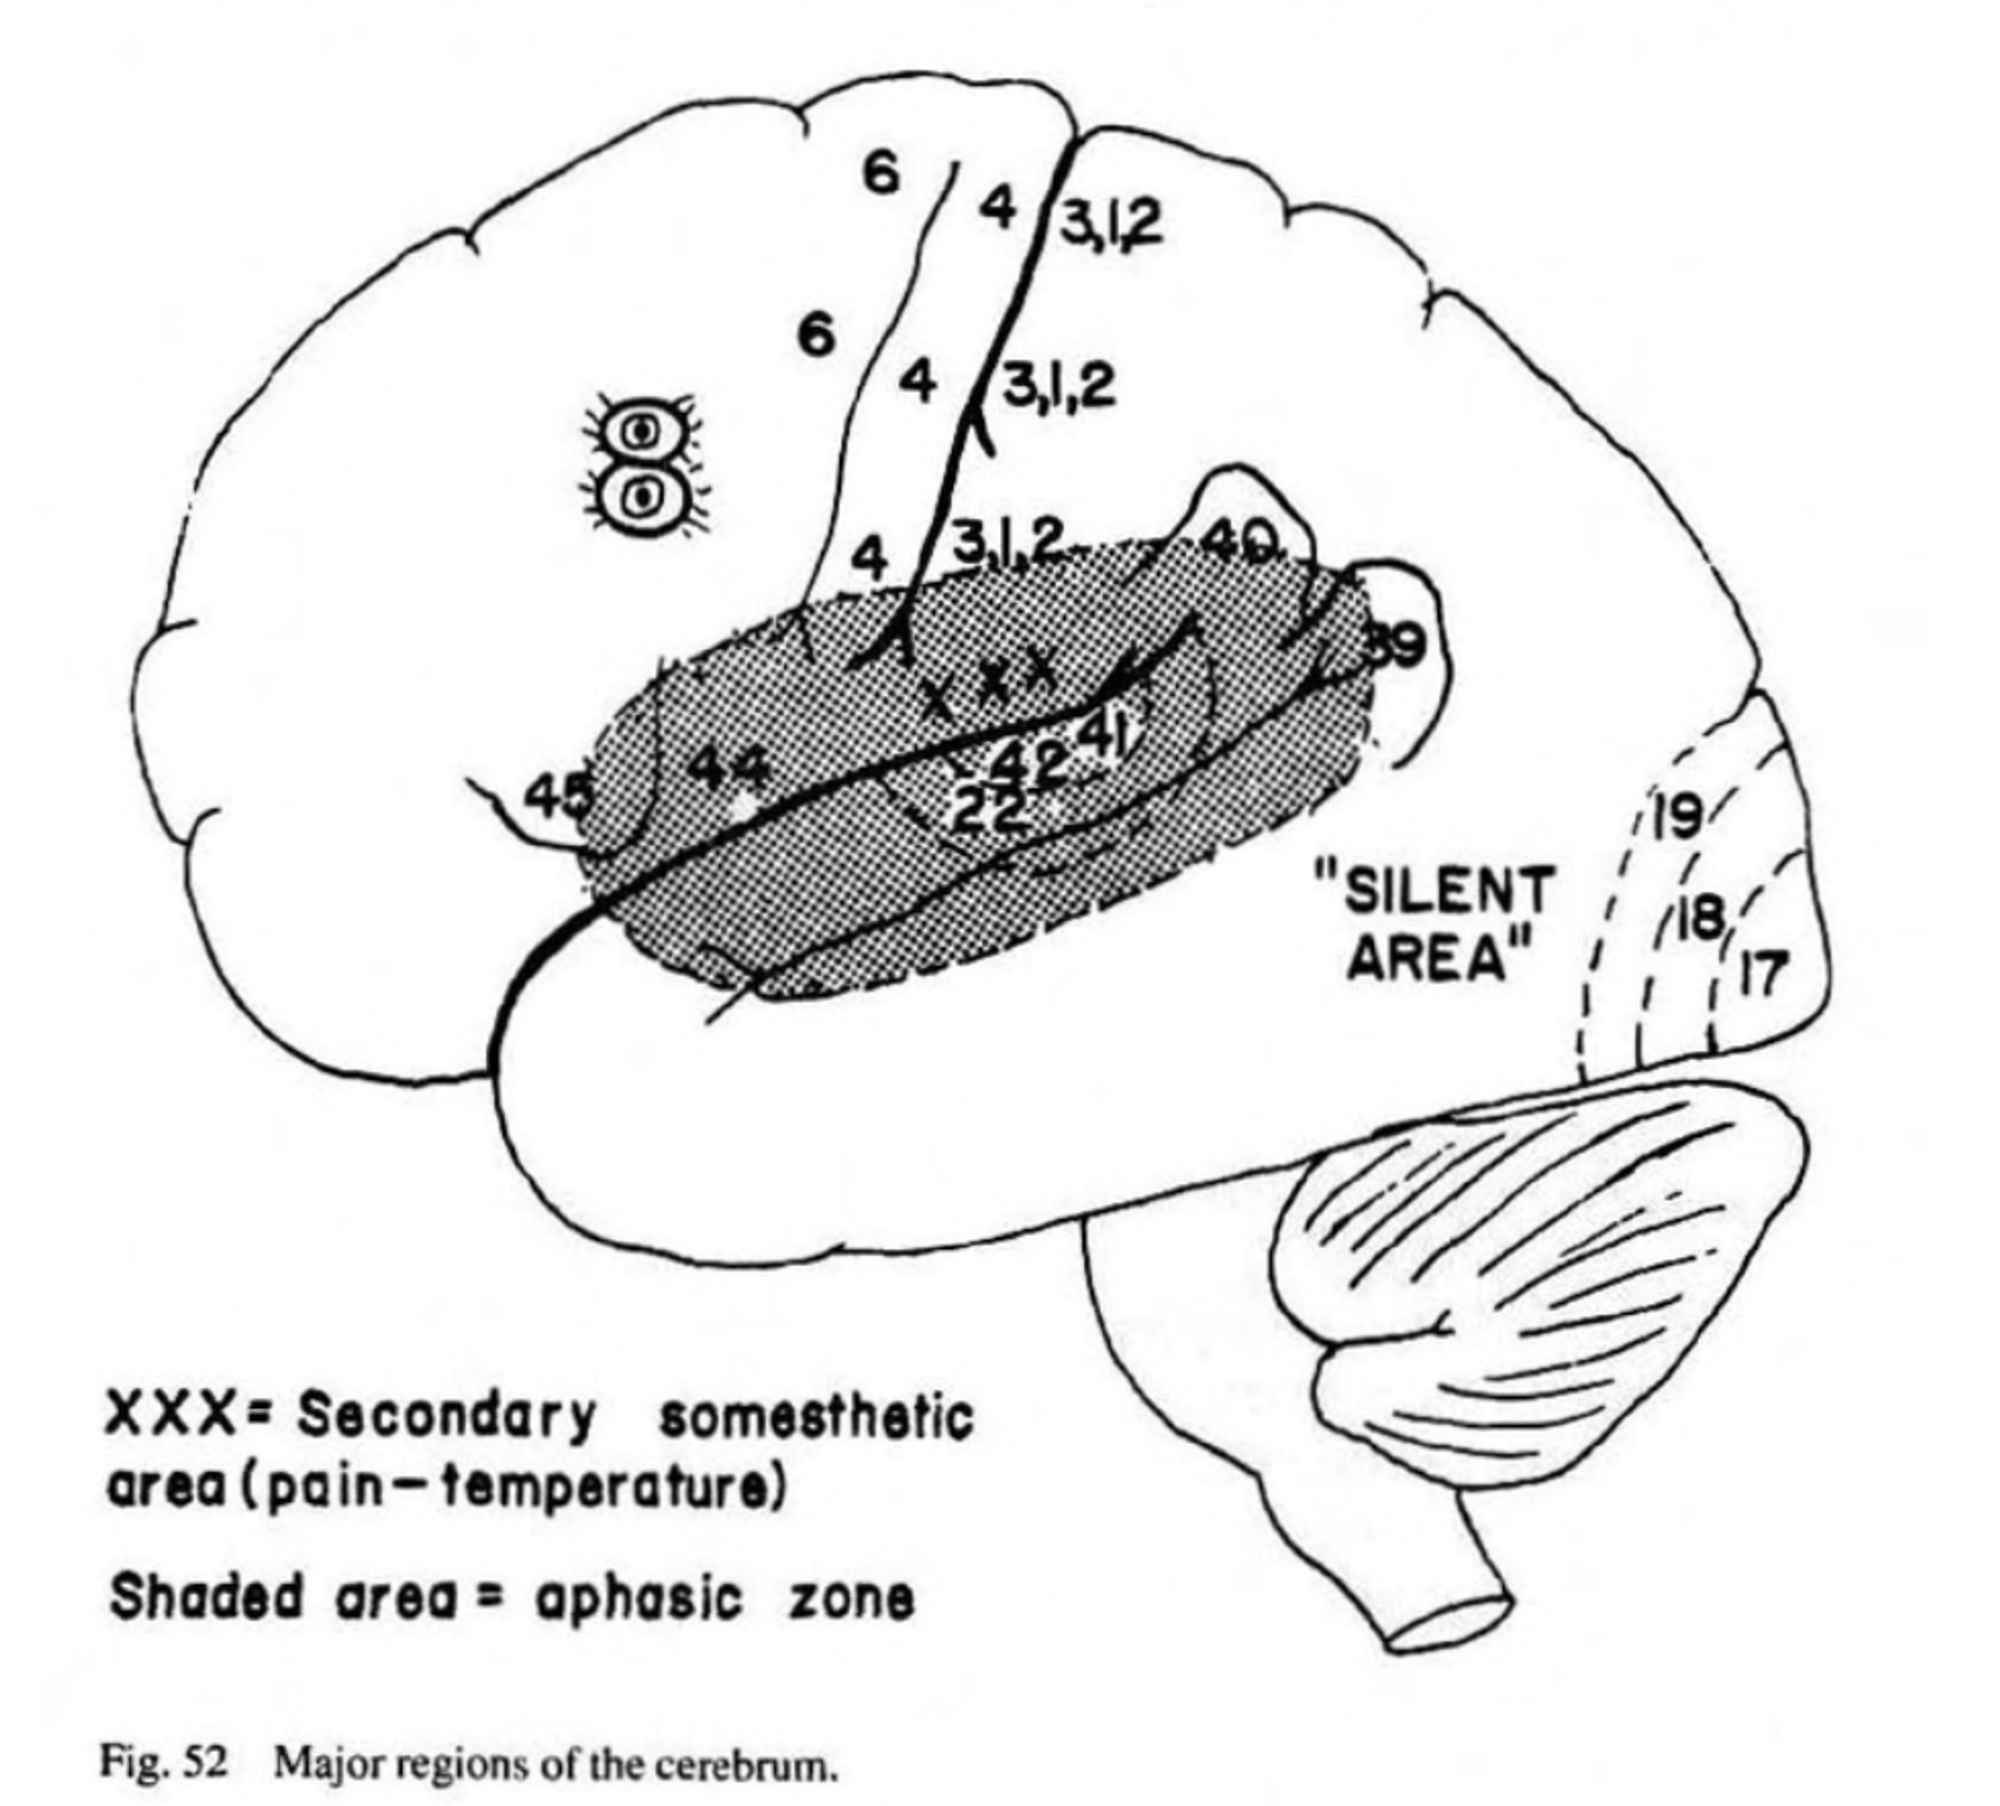 6
4
3,1,2
6
4
3,1,2
8
4
3,1,2
40
39
X X X
41
44
42
45
22
19
"SILENT
AREA"
18
17
XXX= Secondary somesthetic
area (pain-temperature)
Shaded area = aphasic zone
Fig. 52 Major regions of the cerebrum.